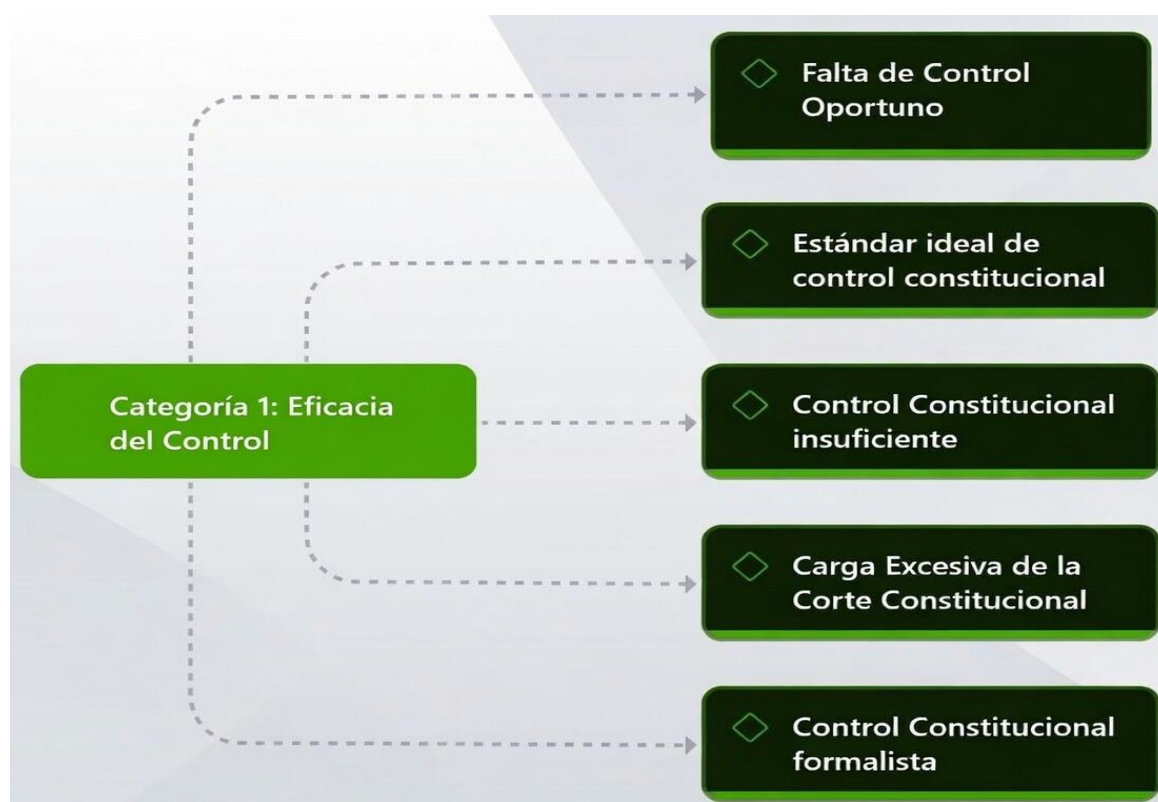 Falta de Control
Oportuno
Estándar ideal de
control constitucional
Categoría 1: Eficacia
del Control
Control Constitucional
insuficiente
Carga Excesiva de la
Corte Constitucional
Control Constitucional
formalista